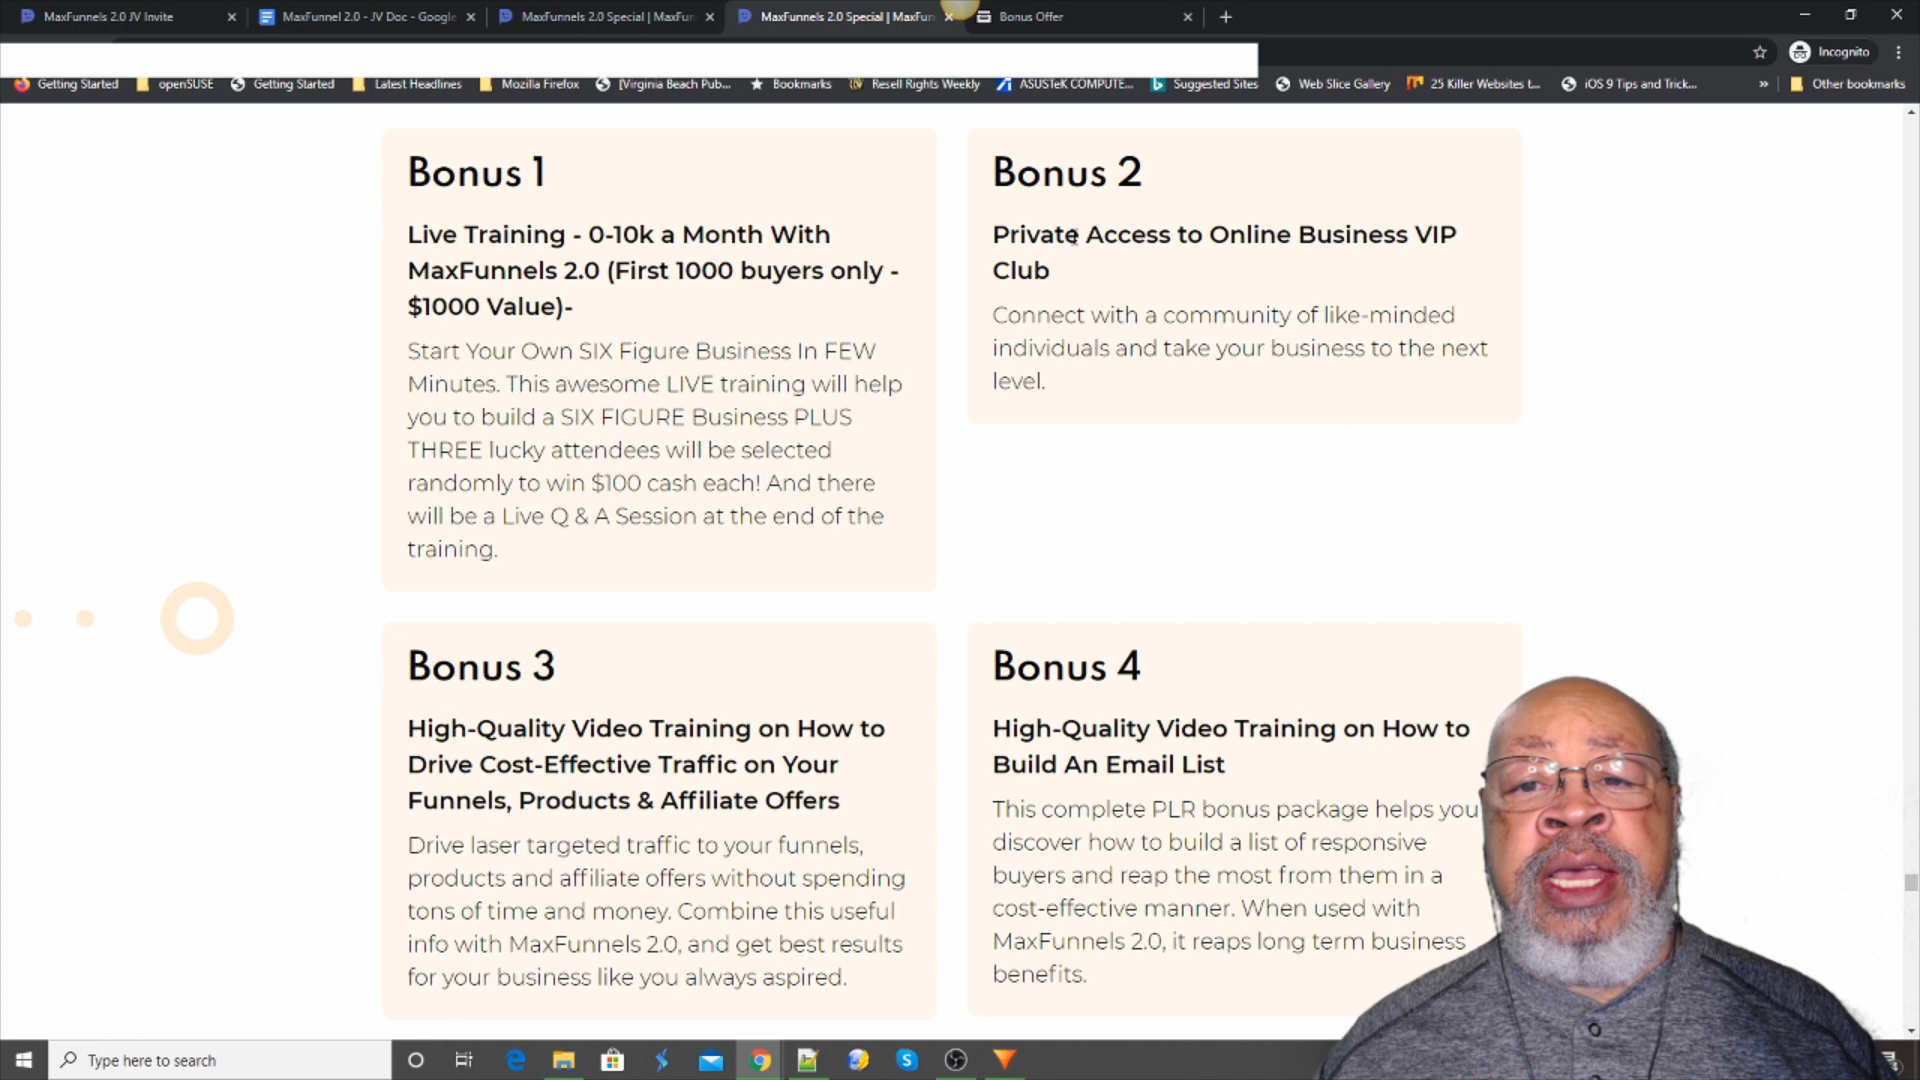 MaxFunnels 2.0 JV Invite
MaxFunnel 2.0 - JV Doc - Google
MaxFunnels 2.0 Special | MaxFun
MaxFunnels 2.0 Special | MaxFun
Bonus Offer
Incognito
Getting Started
openSUSE
Getting Started
Latest Headlines
Mozilla Firefox
[Virginia Beach Pub...
Bookmarks
Resell Rights Weekly
ASUSTeK COMPUTE...
Suggested Sites
Web Slice Gallery
25 Killer Websites t...
iOS 9 Tips and Trick...
»
Other bookmarks
Bonus 1
Live Training - 0-10k a Month With
MaxFunnels 2.0 (First 1000 buyers only -
$1000 Value)-
Start Your Own SIX Figure Business In FEW
Minutes. This awesome LIVE training will help
you to build a SIX FIGURE Business PLUS
THREE lucky attendees will be selected
randomly to win $100 cash each! And there
will be a Live Q & A Session at the end of the
training.
Bonus 2
Private Access to Online Business VIP
Club
Connect with a community of like-minded
individuals and take your business to the next
level.
Bonus 3
High-Quality Video Training on How to
Drive Cost-Effective Traffic on Your
Funnels, Products & Affiliate Offers
Drive laser targeted traffic to your funnels,
products and affiliate offers without spending
tons of time and money. Combine this useful
info with MaxFunnels 2.0, and get best results
for your business like you always aspired.
Bonus 4
High-Quality Video Training on How to
Build An Email List
This complete PLR bonus package helps you
discover how to build a list of responsive
buyers and reap the most from them in a
cost-effective manner. When used with
MaxFunnels 2.0, it reaps long term business
benefits.
Type here to search